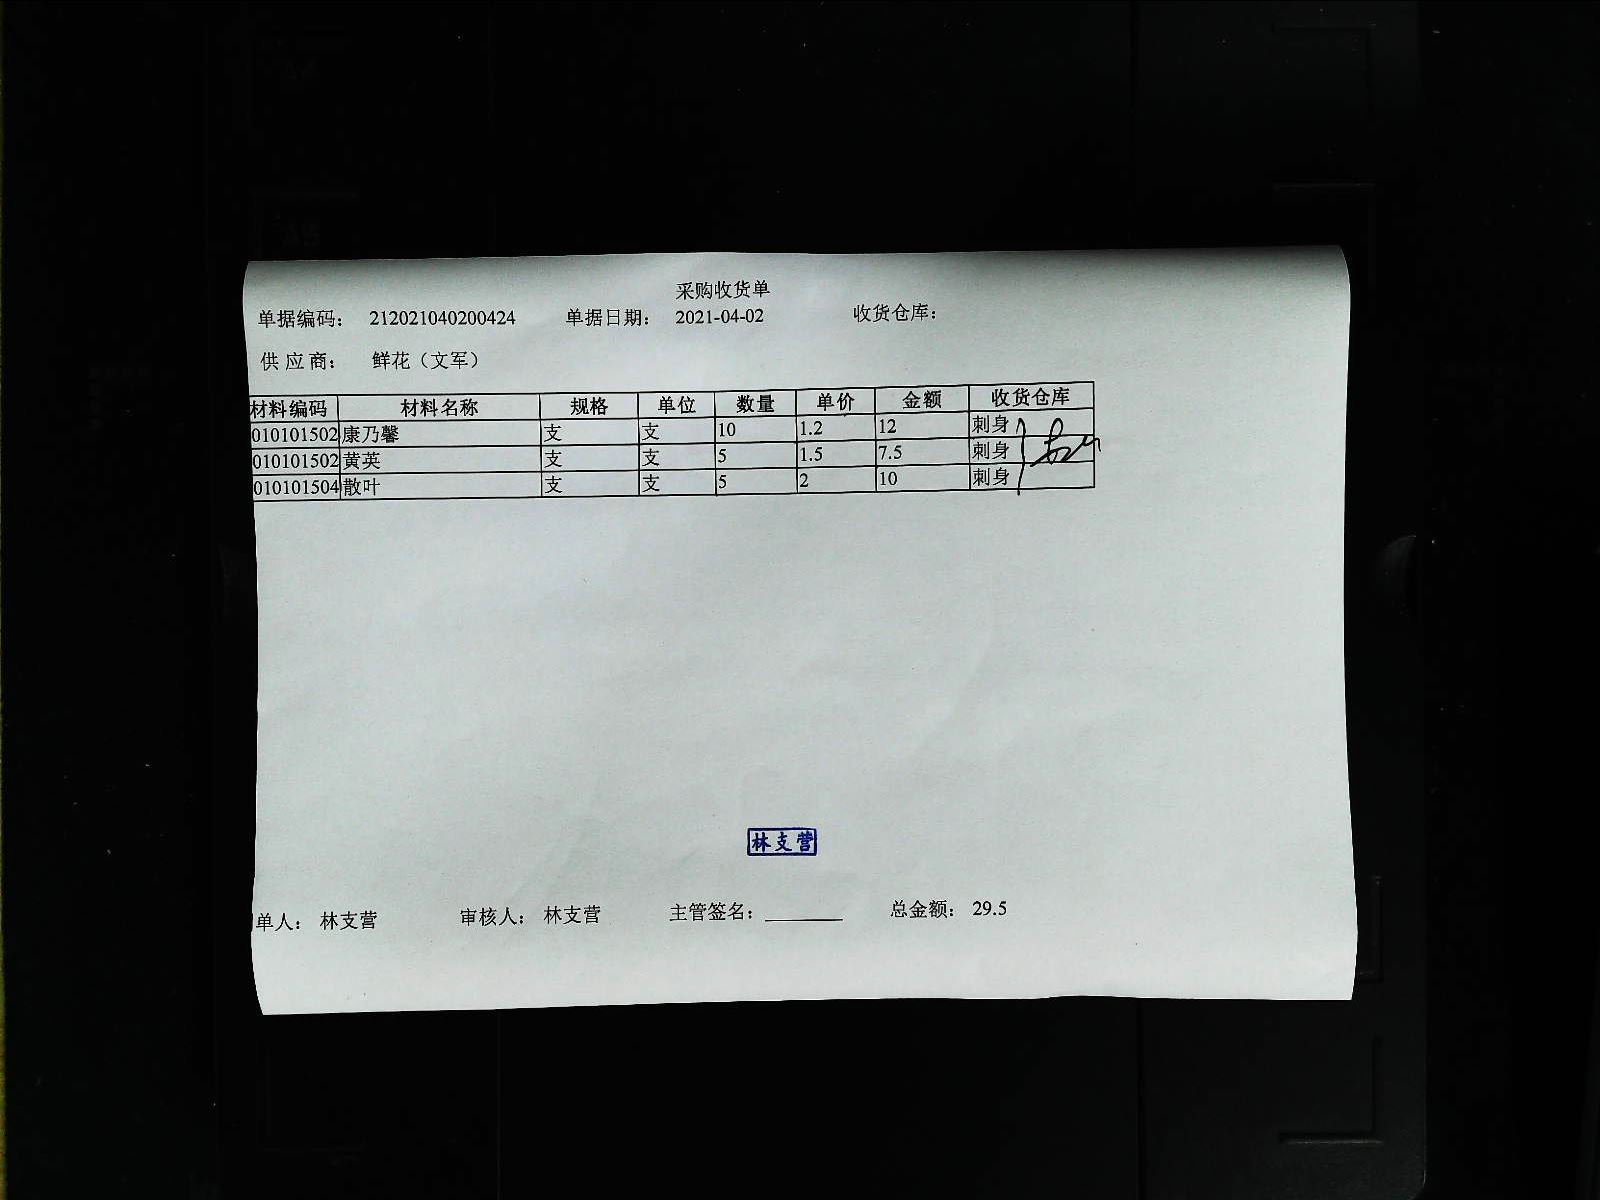 采购收货单
单据编码： 212021040200424 单据日期： 2021-04-02 收货仓库：
供 应 商： 鲜花（文军）
材料编码 材料名称 规格 单位 数量 单价 金额 收货仓库
010101502 康乃馨 支 支 10 1.2 12 刺身
010101502 黄英 支 支 5 1.5 7.5 刺身
010101504 散叶 支 支 5 2 10 刺身
林支营
单人： 林支营 审核人： 林支营 主管签名： 总金额： 29.5